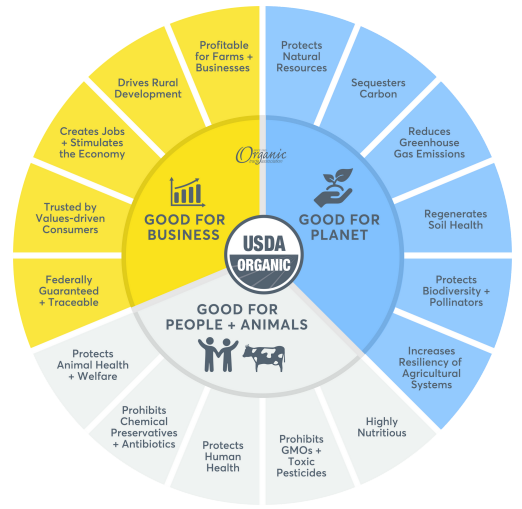 Profitable
for Farms +
Businesses
Protects
Natural
Resources
Sequesters
Carbon
Reduces
Greenhouse
Gas Emissions
Regenerates
Soil Health
Protects
Biodiversity +
Pollinators
Increases
Resiliency of
Agricultural
Systems
Highly
Nutritious
Prohibits
GMOs +
Toxic
Pesticides
Protects
Human
Health
Prohibits
Chemical
Preservatives
+ Antibiotics
Protects
Animal Health
+ Welfare
Federally
Guaranteed
+ Traceable
Trusted by
Values-driven
Consumers
Creates Jobs
+ Stimulates
the Economy
Drives Rural
Development
Organic
GOOD FOR
BUSINESS
GOOD FOR
PLANET
USDA
ORGANIC
GOOD FOR
PEOPLE + ANIMALS